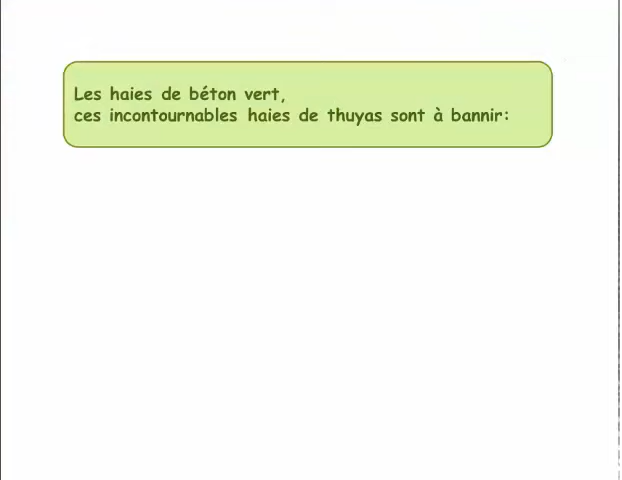 Les haies de béton vert,
ces incontournables haies de thuyas sont à bannir: